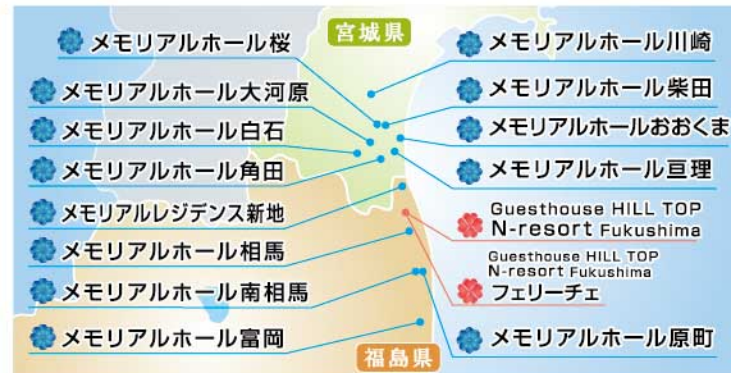 宮城県
メモリアルホール桜
メモリアルホール大河原
メモリアルホール白石
メモリアルホール角田
メモリアルレジデンス新地
メモリアルホール相馬
メモリアルホール南相馬
メモリアルホール富岡
メモリアルホール川崎
メモリアルホール柴田
メモリアルホールおおくま
メモリアルホール亘理
Guesthouse HILL TOP
N-resort Fukushima
Guesthouse HILL TOP
N-resort Fukushima
フェリーチェ
メモリアルホール原町
福島県